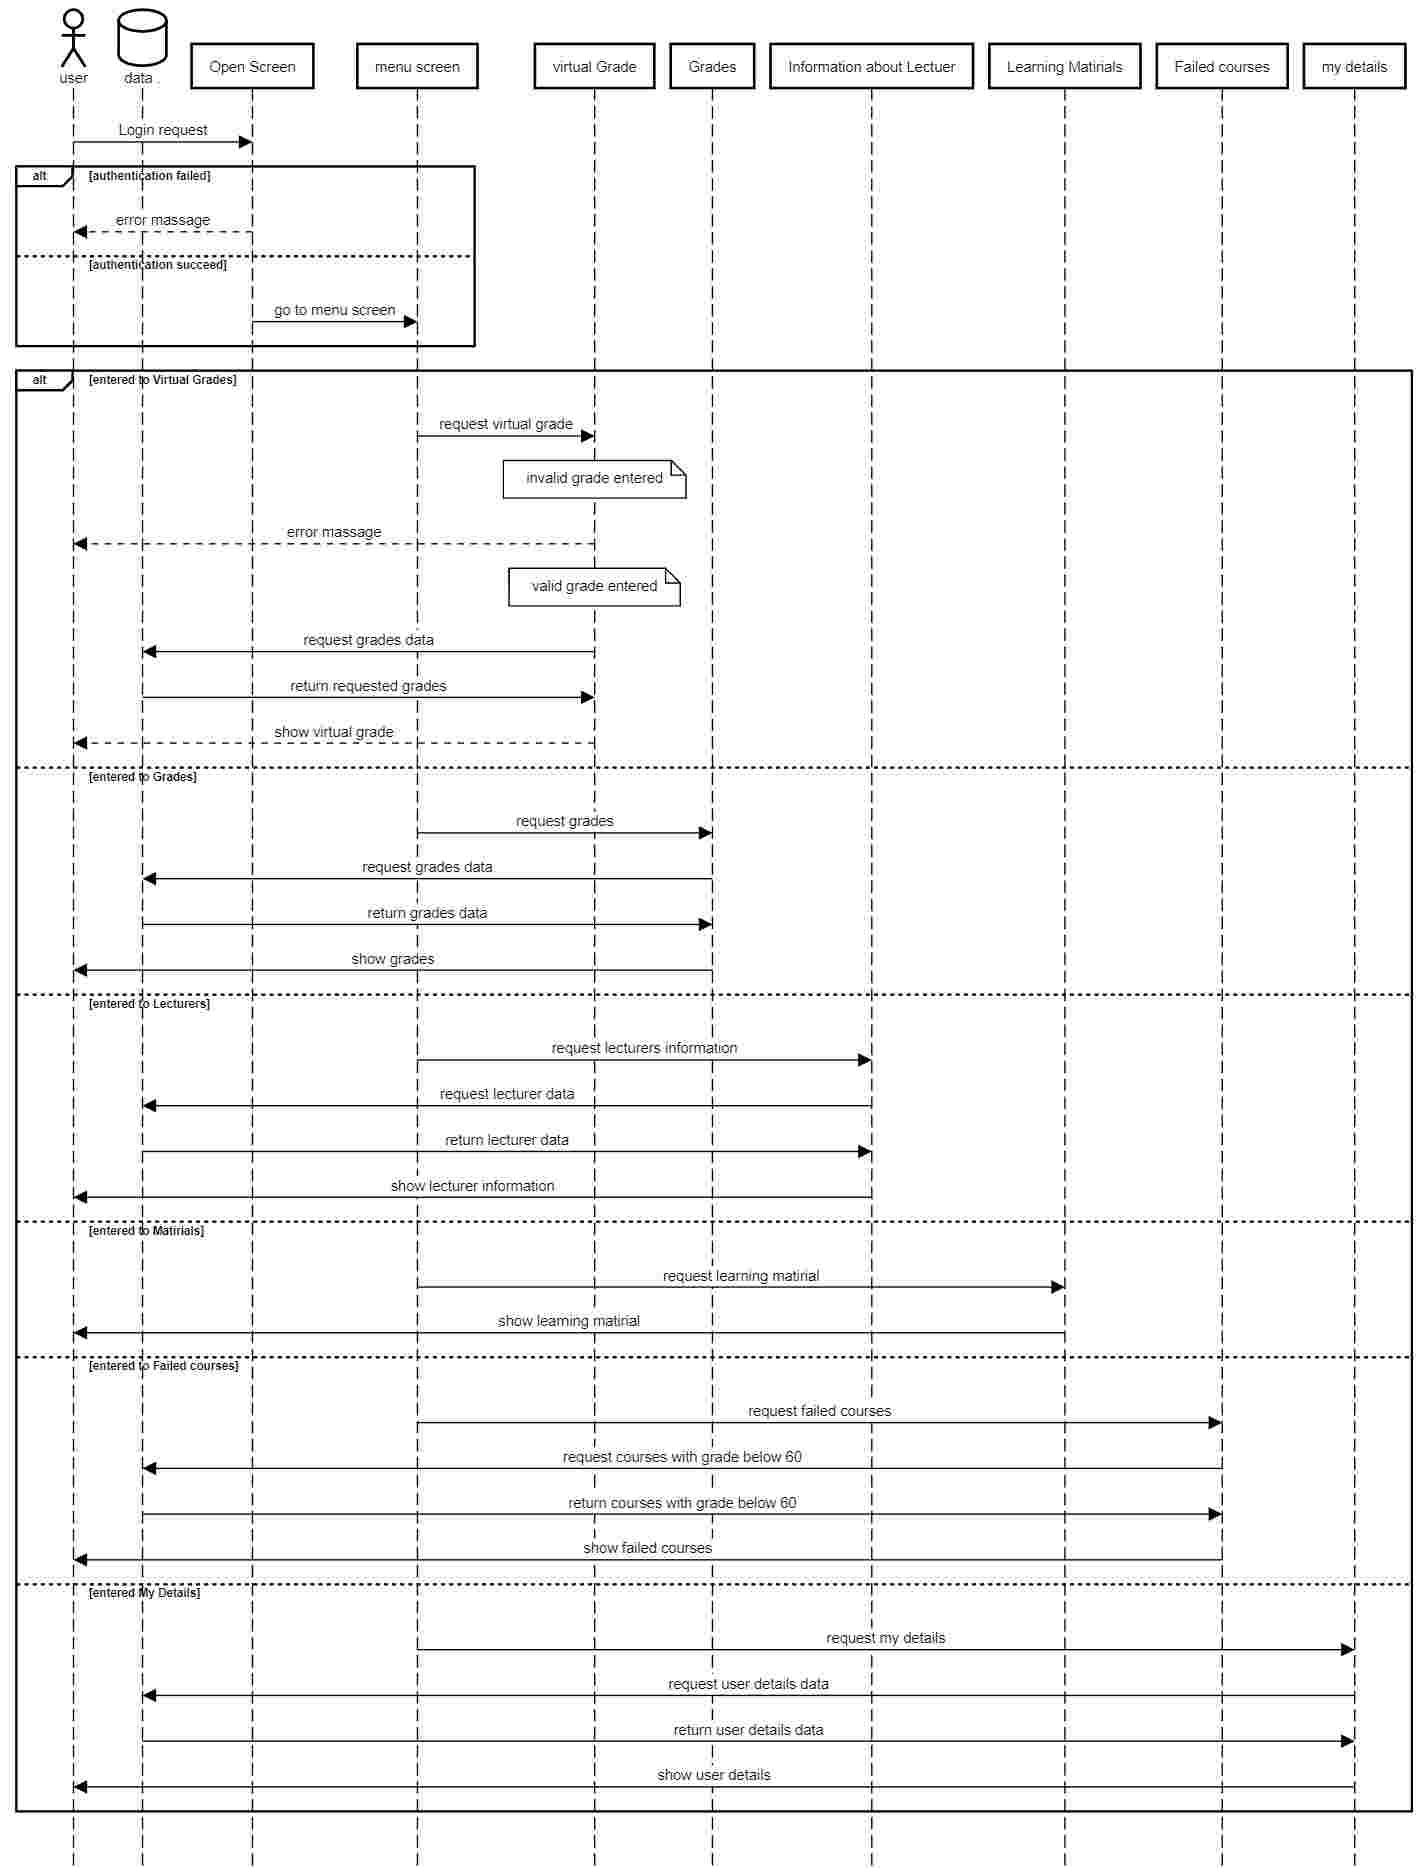 user
data .
Open Screen
menu screen
virtual Grade
Grades
Information about Lectuer
Learning Matirials
Failed courses
my details
Login request
alt
[authentication failed]
error massage
[authentication succeed]
go to menu screen
alt
[entered to Virtual Grades]
request virtual grade
invalid grade entered
error massage
valid grade entered
request grades data
return requested grades
show virtual grade
[entered to Grades]
request grades
request grades data
return grades data
show grades
[entered to Lecturers]
request lecturers information
request lecturer data
return lecturer data
show lecturer information
[entered to Matirials]
request learning matirial
show learning matirial
[entered to Failed courses]
request failed courses
request courses with grade below 60
return courses with grade below 60
show failed courses
[entered My Details]
request my details
request user details data
return user details data
show user details